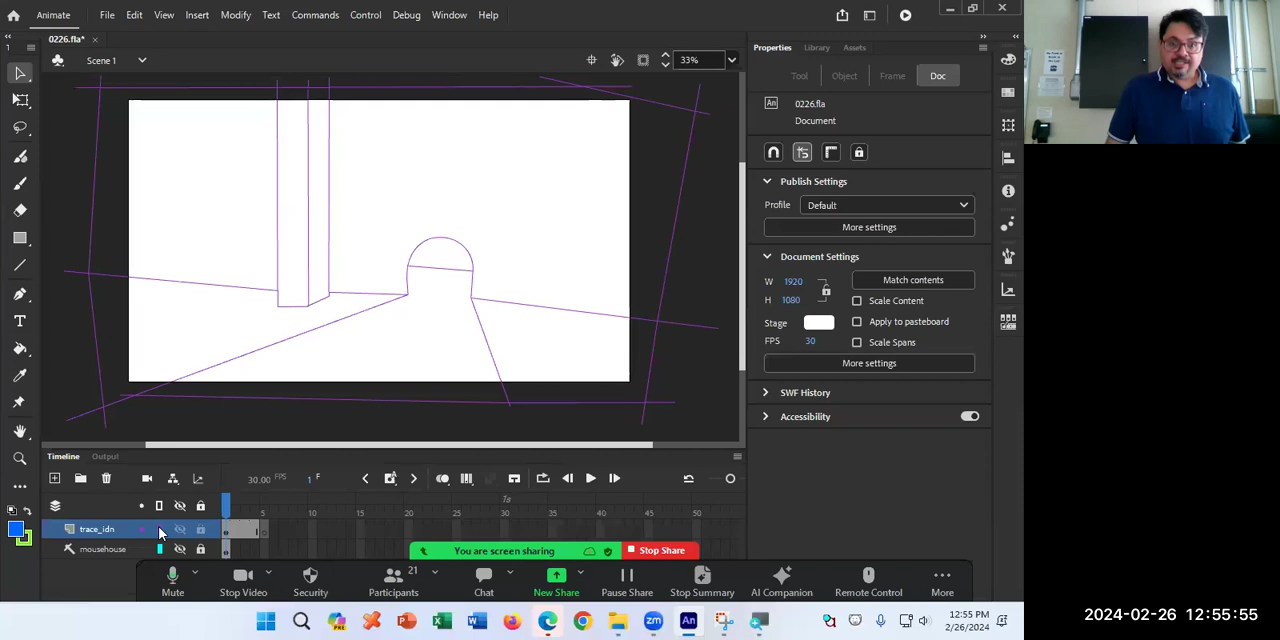 Animate File Edit View Insert Modify Text Commands Control Debug Window Help
0226.fla* ×
Scene 1 33%
Properties Library Assets
Tool Object Frame Doc
An 0226.fla
Document
Publish Settings
Profile Default
More settings
Document Settings
W 1920 Match contents
H 1080 Scale Content
Stage Apply to pasteboard
FPS 30 Scale Spans
More settings
SWF History
Accessibility
Timeline Output
30.00 FPS 1 F
1s
5 10 15 20 25 30 35 40 45 50
trace_idn
mousehouse
You are screen sharing Stop Share
21
Mute Stop Video Security Participants Chat New Share Pause Share Stop Summary AI Companion Remote Control More
12:55 PM
2/26/2024
2024-02-26 12:55:55